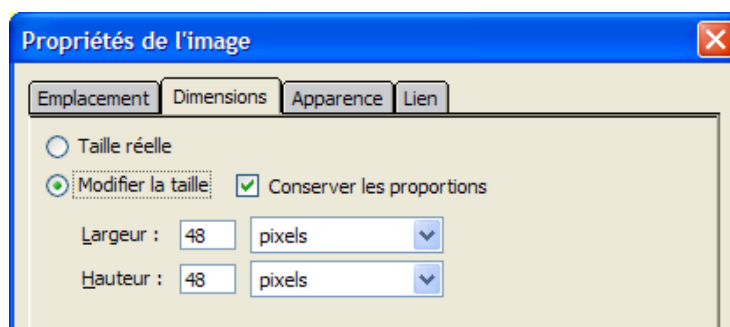 Propriétés de l'image
Emplacement Dimensions Apparence Lien
Taille réelle
Modifier la taille Conserver les proportions
Largeur : 48 pixels
Hauteur : 48 pixels